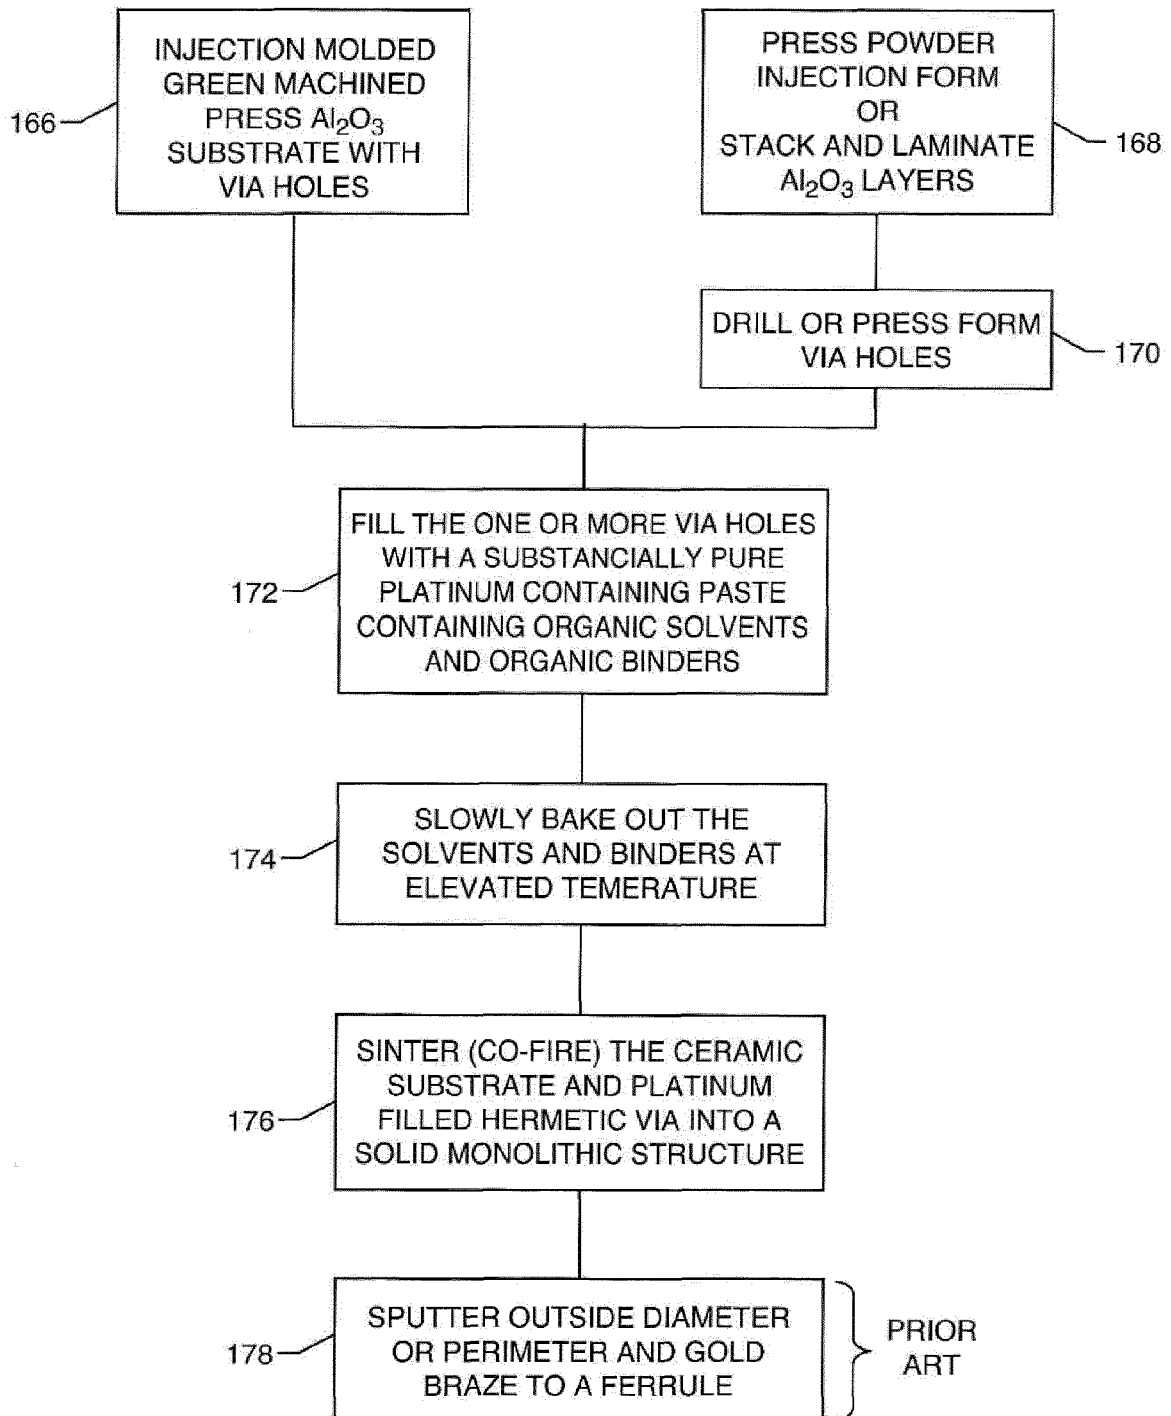 INJECTION MOLDED
GREEN MACHINED
PRESS Al₂O₃
SUBSTRATE WITH
VIA HOLES
166
PRESS POWDER
INJECTION FORM
OR
STACK AND LAMINATE
Al₂O₃ LAYERS
168
DRILL OR PRESS FORM
VIA HOLES
170
FILL THE ONE OR MORE VIA HOLES
WITH A SUBSTANCIALLY PURE
PLATINUM CONTAINING PASTE
CONTAINING ORGANIC SOLVENTS
AND ORGANIC BINDERS
172
SLOWLY BAKE OUT THE
SOLVENTS AND BINDERS AT
ELEVATED TEMERATURE
174
SINTER (CO-FIRE) THE CERAMIC
SUBSTRATE AND PLATINUM
FILLED HERMETIC VIA INTO A
SOLID MONOLITHIC STRUCTURE
176
SPUTTER OUTSIDE DIAMETER
OR PERIMETER AND GOLD
BRAZE TO A FERRULE
178
PRIOR
ART